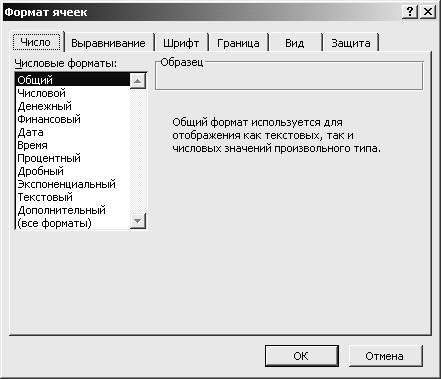 Формат ячеек
Число
Выравнивание
Шрифт
Граница
Вид
Защита
Числовые форматы:
Общий
Числовой
Денежный
Финансовый
Дата
Время
Процентный
Дробный
Экспоненциальный
Текстовый
Дополнительный
(все форматы)
Образец
Общий формат используется для
отображения как текстовых, так и
числовых значений произвольного типа.
ОК
Отмена